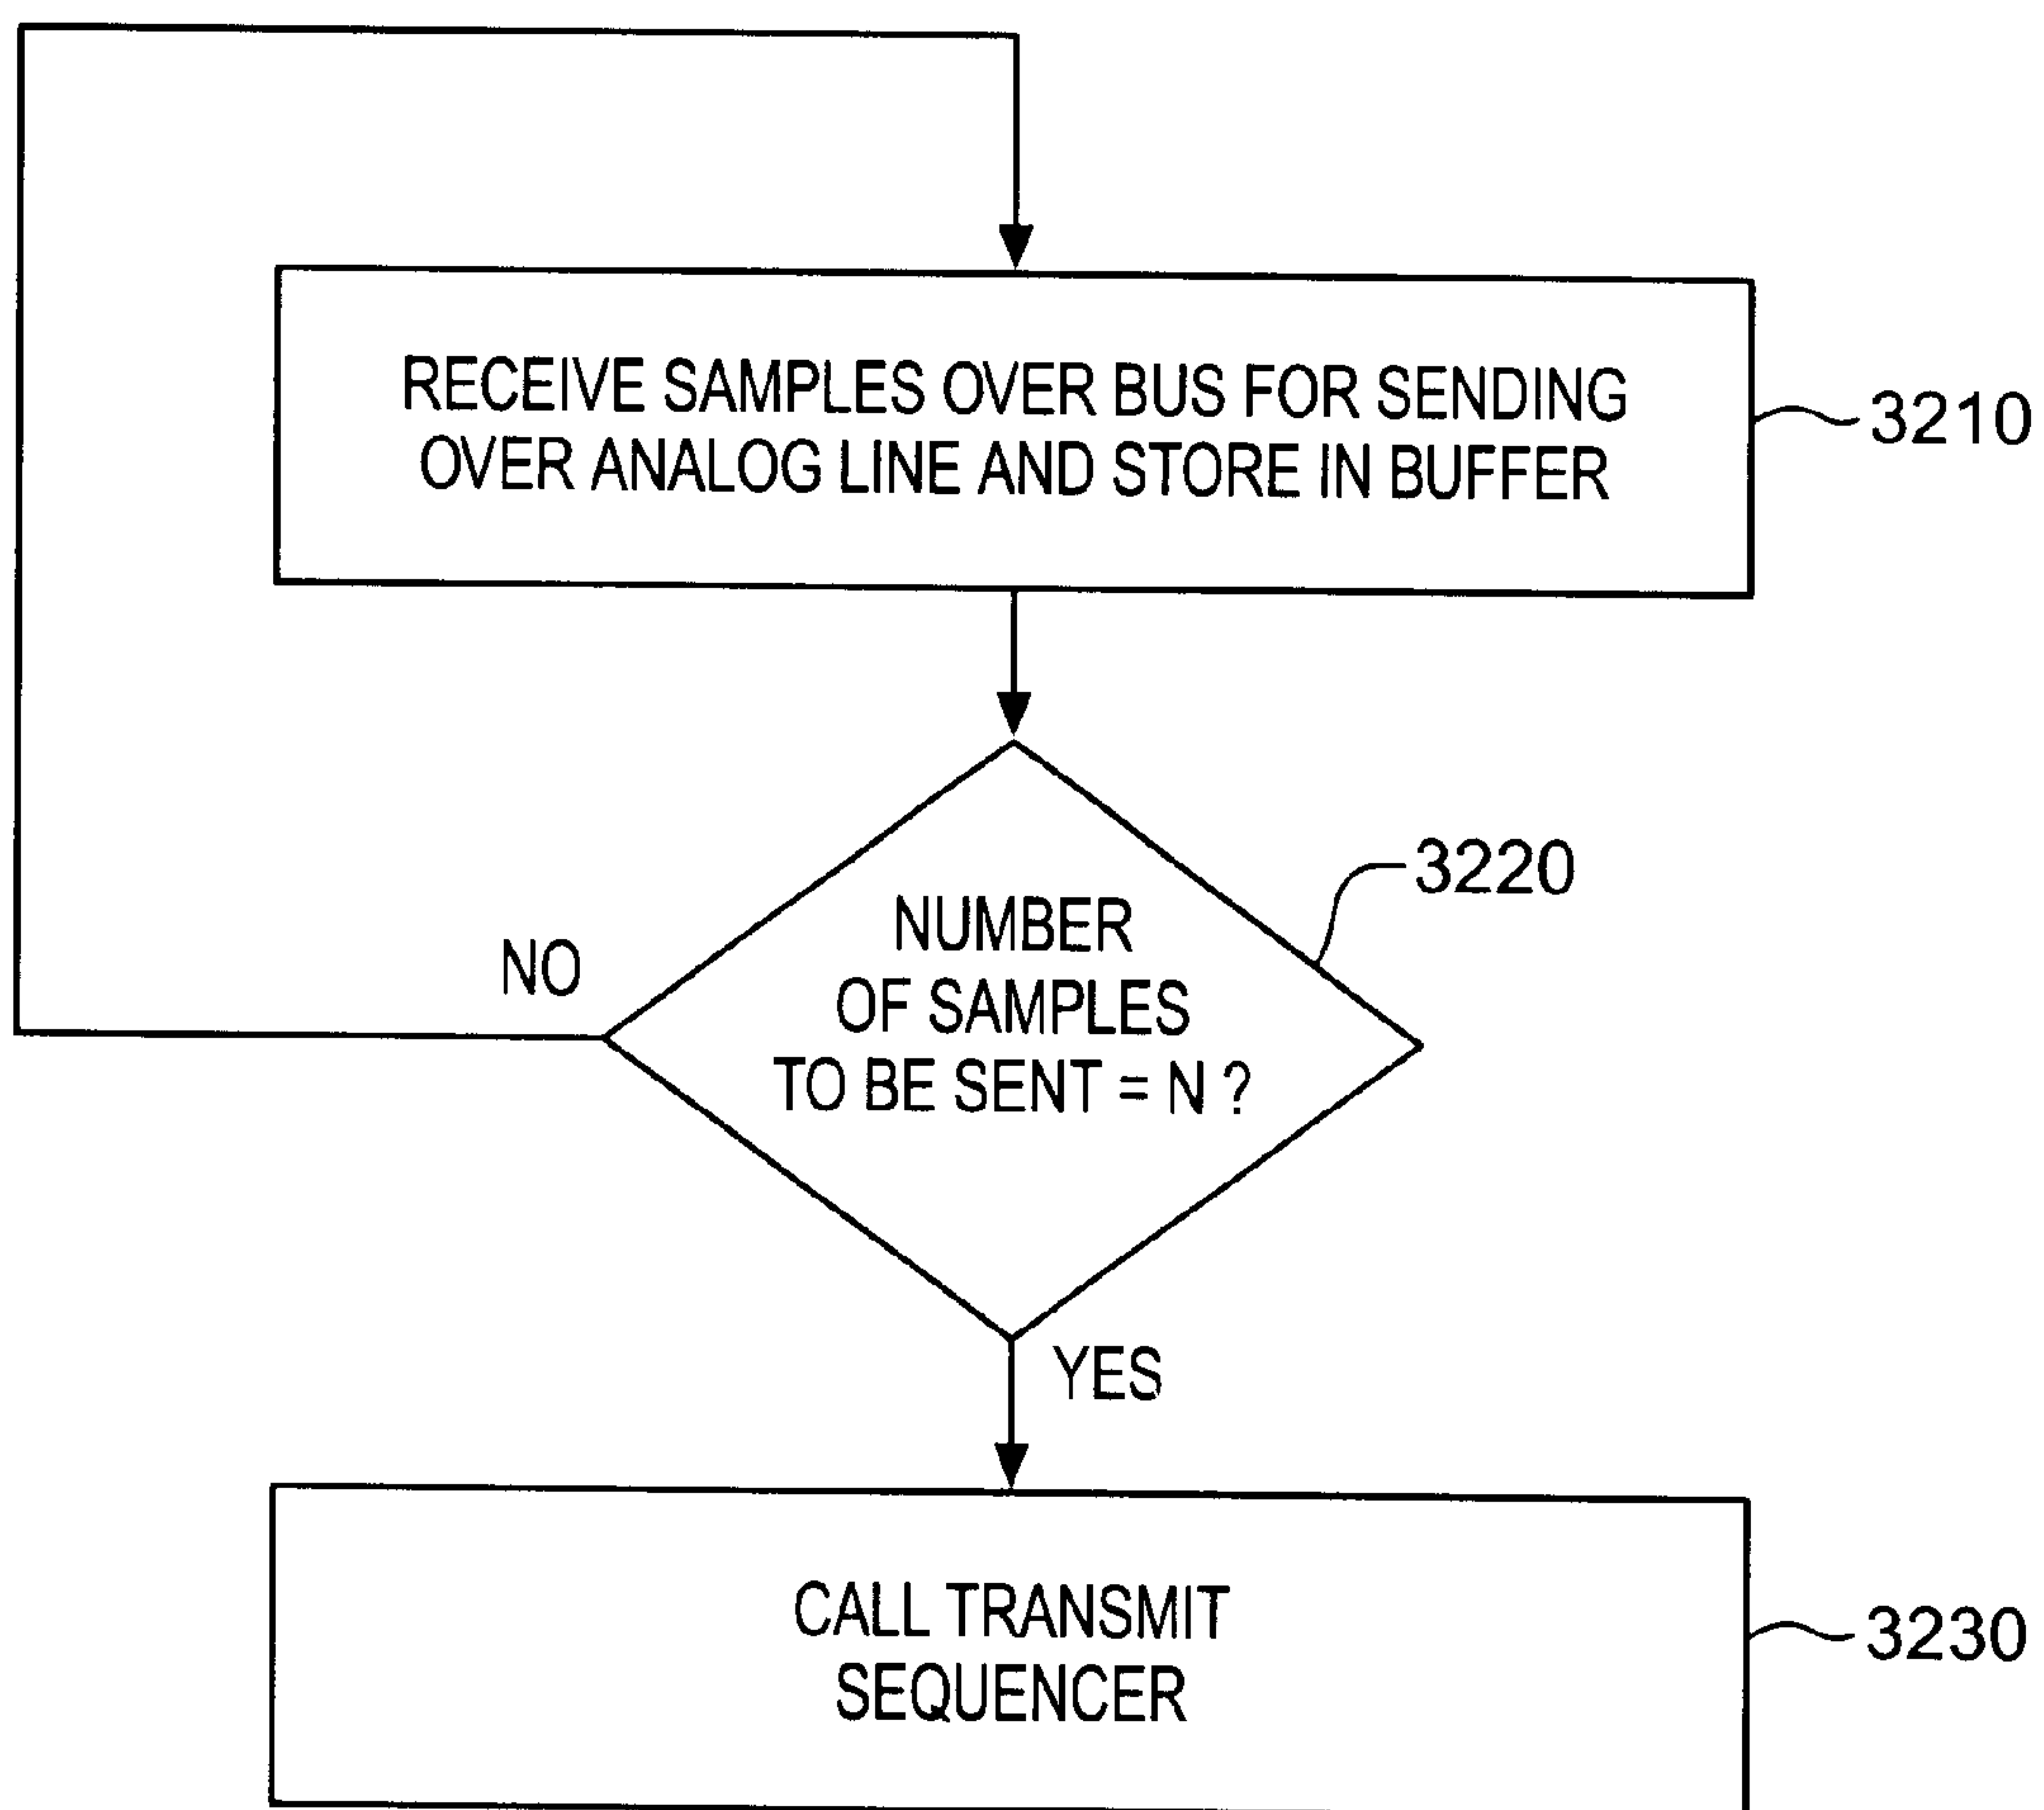 RECEIVE SAMPLES OVER BUS FOR SENDING
OVER ANALOG LINE AND STORE IN BUFFER
3210
3220
NUMBER
OF SAMPLES
TO BE SENT = N ?
NO
YES
CALL TRANSMIT
SEQUENCER
3230